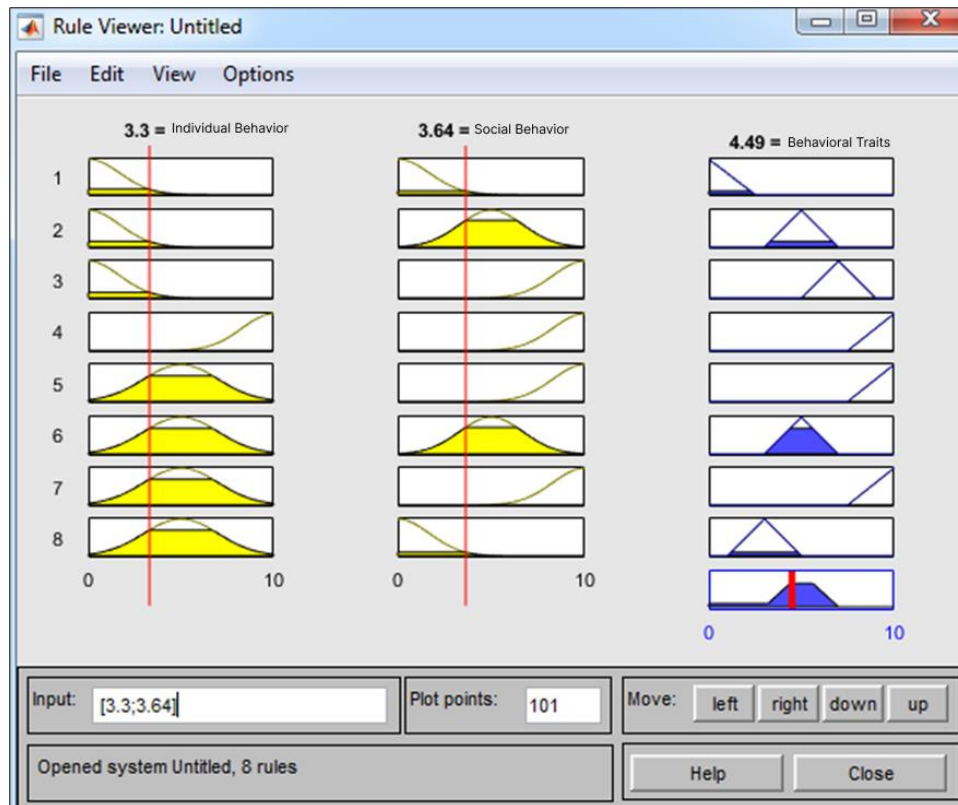 Rule Viewer: Untitled
File Edit View Options
3.3 = Individual Behavior
3.64 = Social Behavior
4.49 = Behavioral Traits
1
2
3
4
5
6
7
8
0 10
0 10
0 10
Input: [3.3;3.64]
Plot points: 101
Move: left right down up
Opened system Untitled, 8 rules
Help Close